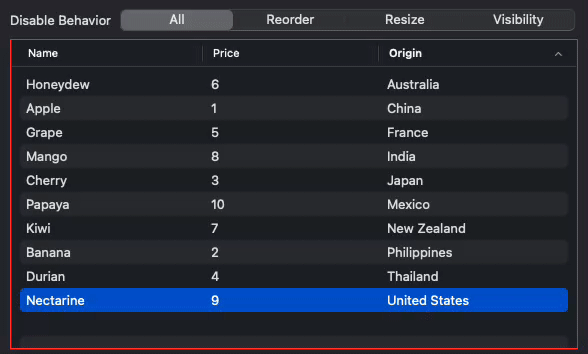 Disable Behavior All Reorder Resize Visibility
Name Price Origin
Honeydew 6 Australia
Apple 1 China
Grape 5 France
Mango 8 India
Cherry 3 Japan
Papaya 10 Mexico
Kiwi 7 New Zealand
Banana 2 Philippines
Durian 4 Thailand
Nectarine 9 United States